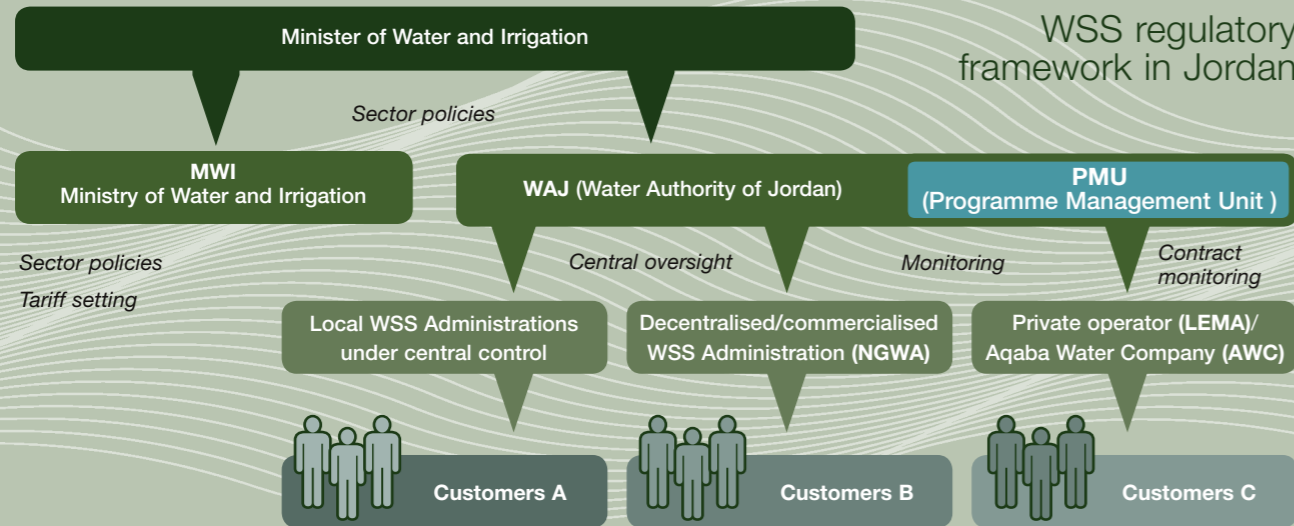 Minister of Water and Irrigation
WSS regulatory
framework in Jordan
Sector policies
MWI
Ministry of Water and Irrigation
WAJ (Water Authority of Jordan)
PMU
(Programme Management Unit )
Sector policies
Tariff setting
Central oversight
Monitoring
Contract
monitoring
Local WSS Administrations
under central control
Decentralised/commercialised
WSS Administration (NGWA)
Private operator (LEMA)/
Aqaba Water Company (AWC)
Customers A
Customers B
Customers C